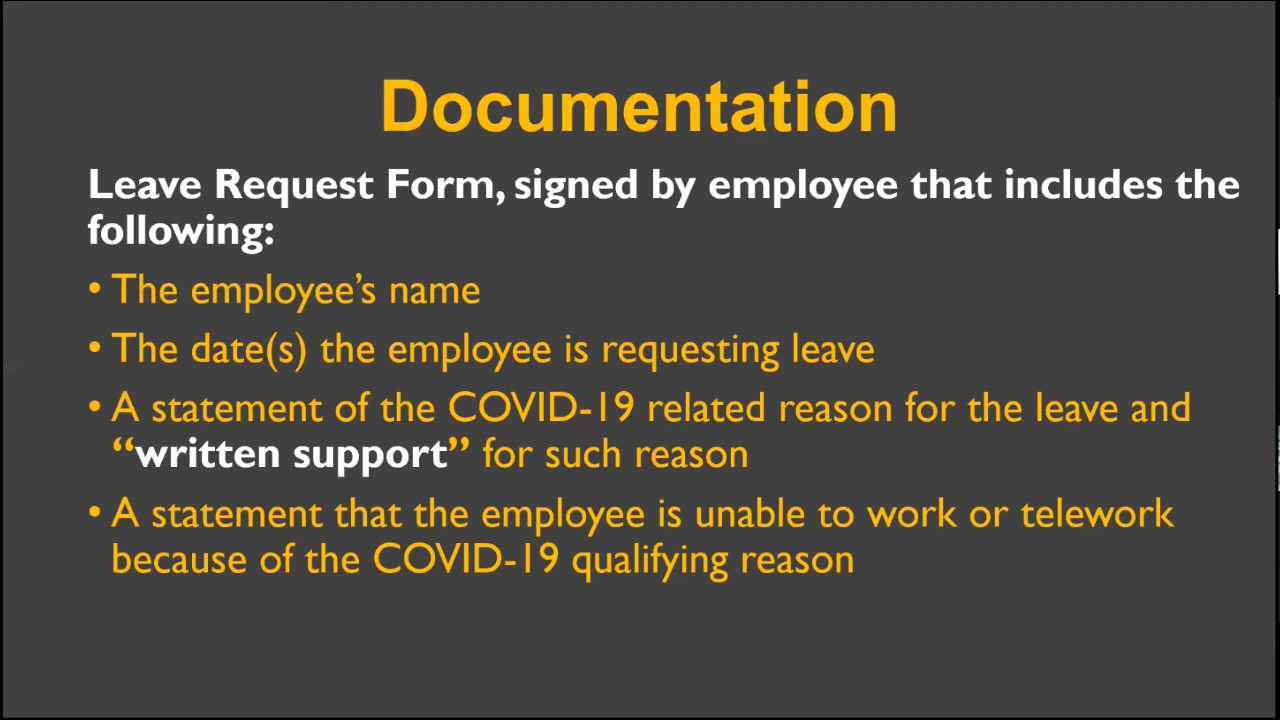 Documentation
Leave Request Form, signed by employee that includes the
following:
• The employee’s name
• The date(s) the employee is requesting leave
• A statement of the COVID-19 related reason for the leave and
“written support” for such reason
• A statement that the employee is unable to work or telework
because of the COVID-19 qualifying reason